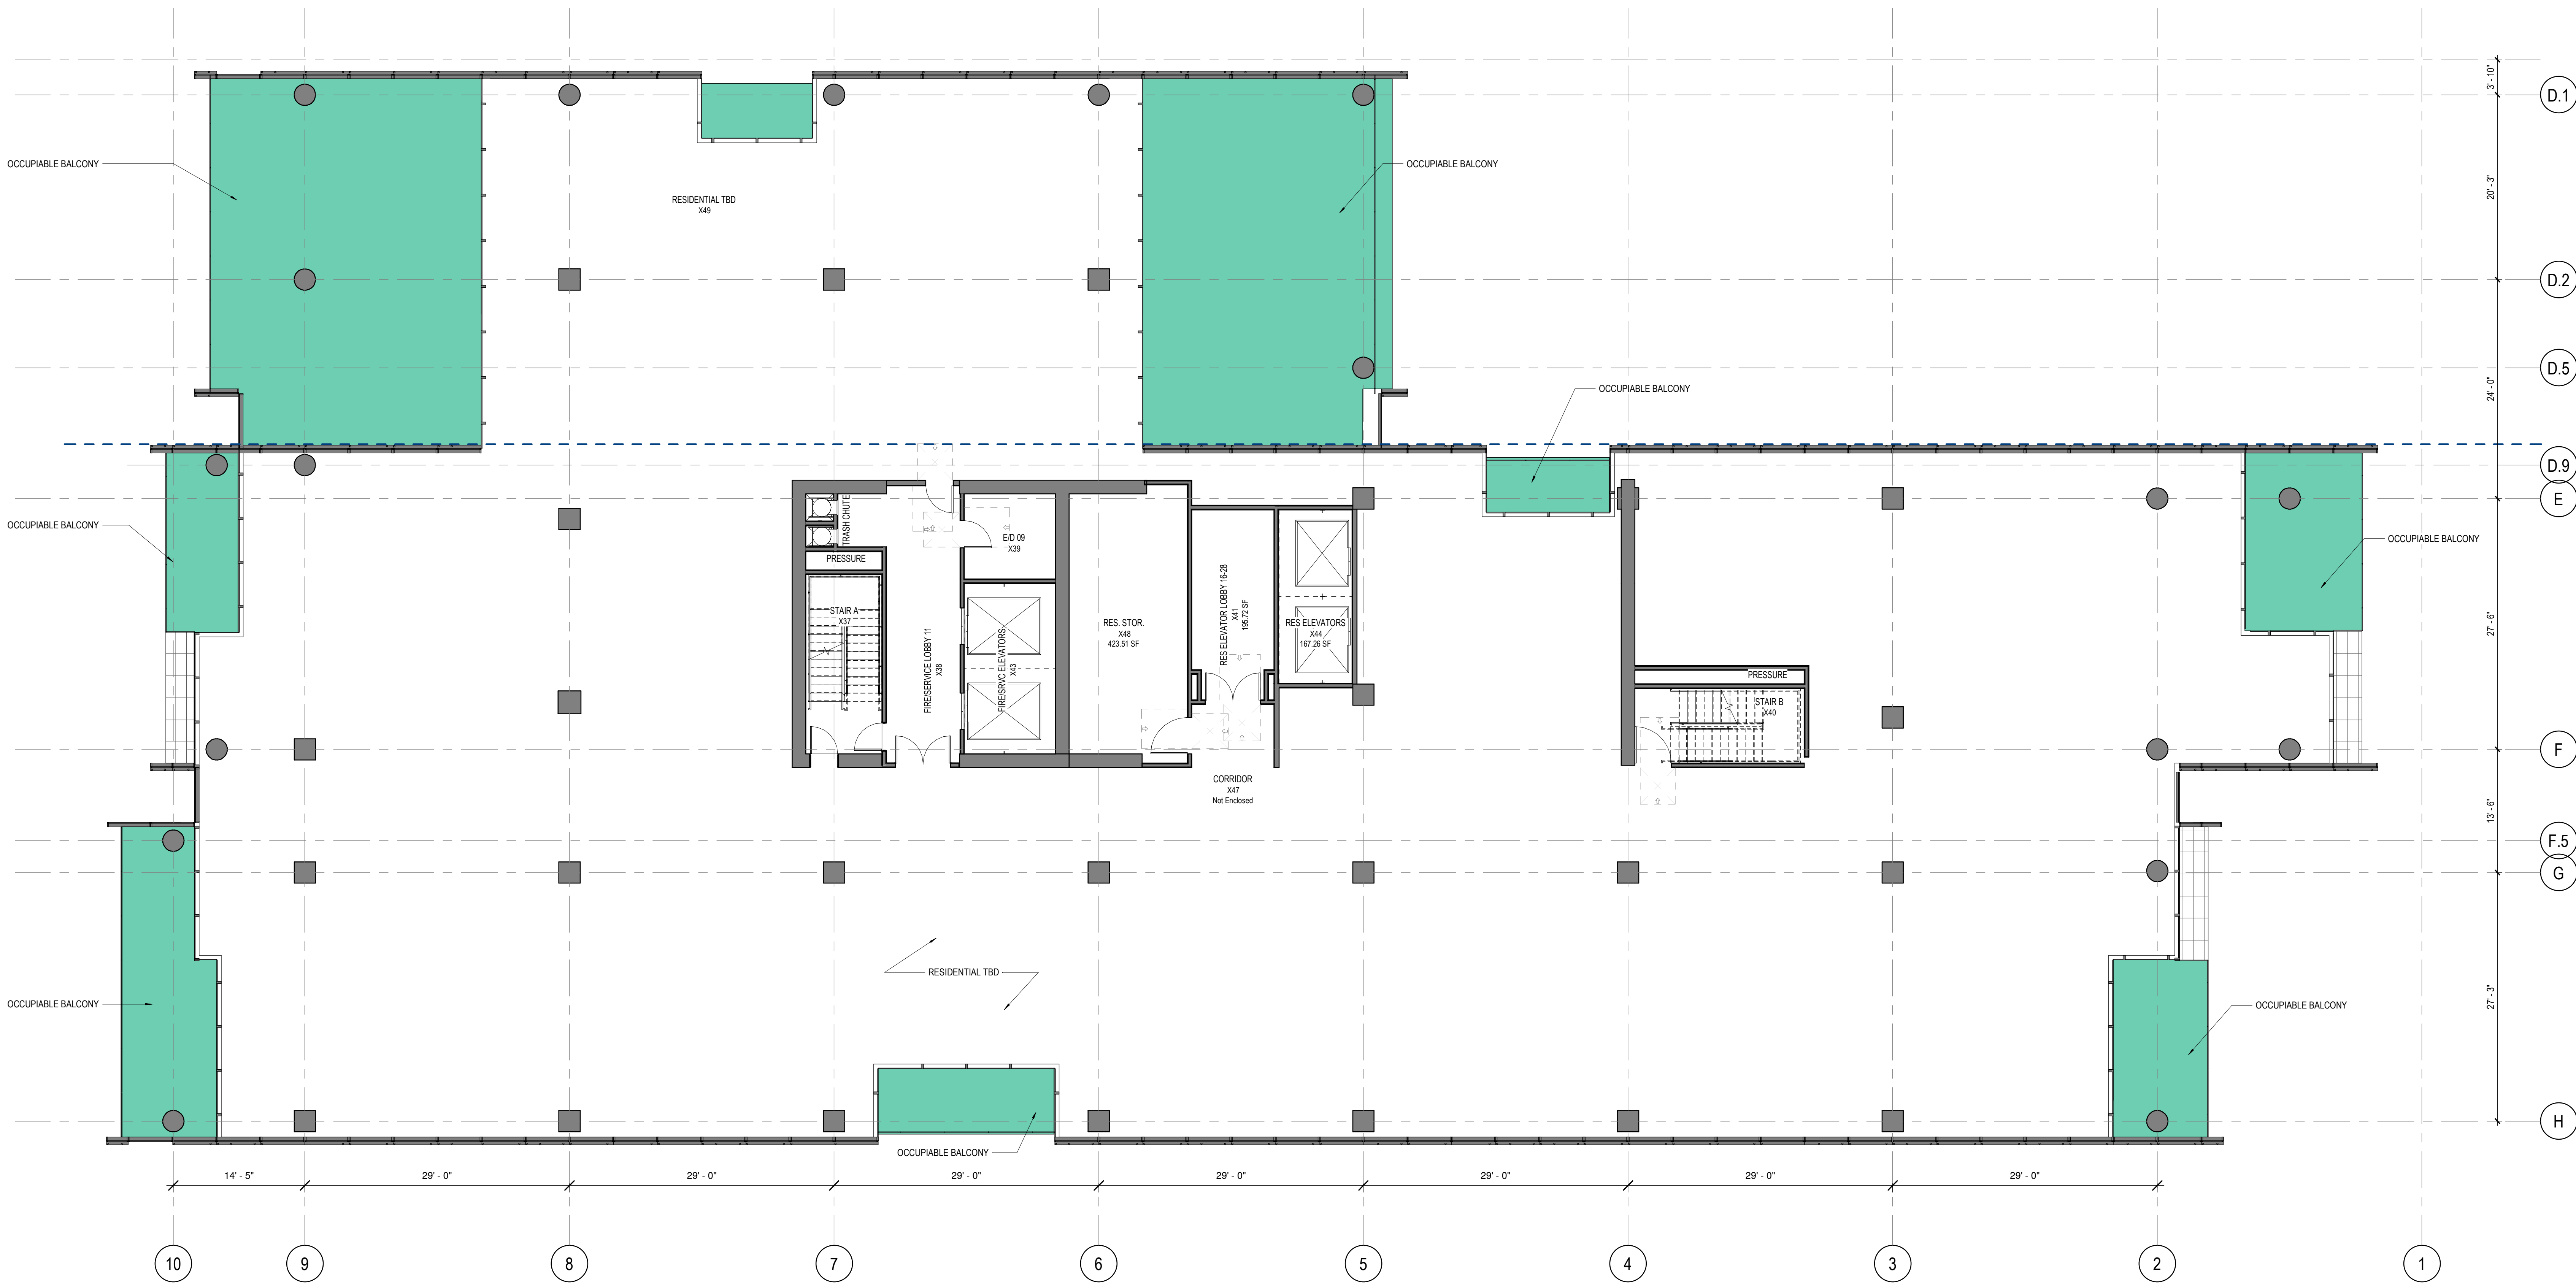 3' - 10"
D.1
OCCUPIABLE BALCONY
OCCUPIABLE BALCONY
20' - 3"
RESIDENTIAL TBD
X49
D.2
D.5
OCCUPIABLE BALCONY
24' - 0"
D.9
E
TRASH CHUTE
OCCUPIABLE BALCONY
E/D 09
X39
OCCUPIABLE BALCONY
PRESSURE
STAIR A
X37
FIRE/SERVICE LOBBY 11
X38
FIRE/SRVC ELEVATORS
X43
RES. STOR.
X48
423.51 SF
RES ELEVATOR LOBBY 16-28
X41
195.72 SF
RES ELEVATORS
X44
167.26 SF
27' - 6"
PRESSURE
STAIR B
X40
F
CORRIDOR
X47
Not Enclosed
13' - 6"
F.5
G
RESIDENTIAL TBD
OCCUPIABLE BALCONY
OCCUPIABLE BALCONY
27' - 3"
H
OCCUPIABLE BALCONY
14' - 5"
29' - 0"
29' - 0"
29' - 0"
29' - 0"
29' - 0"
29' - 0"
29' - 0"
10
9
8
7
6
5
4
3
2
1